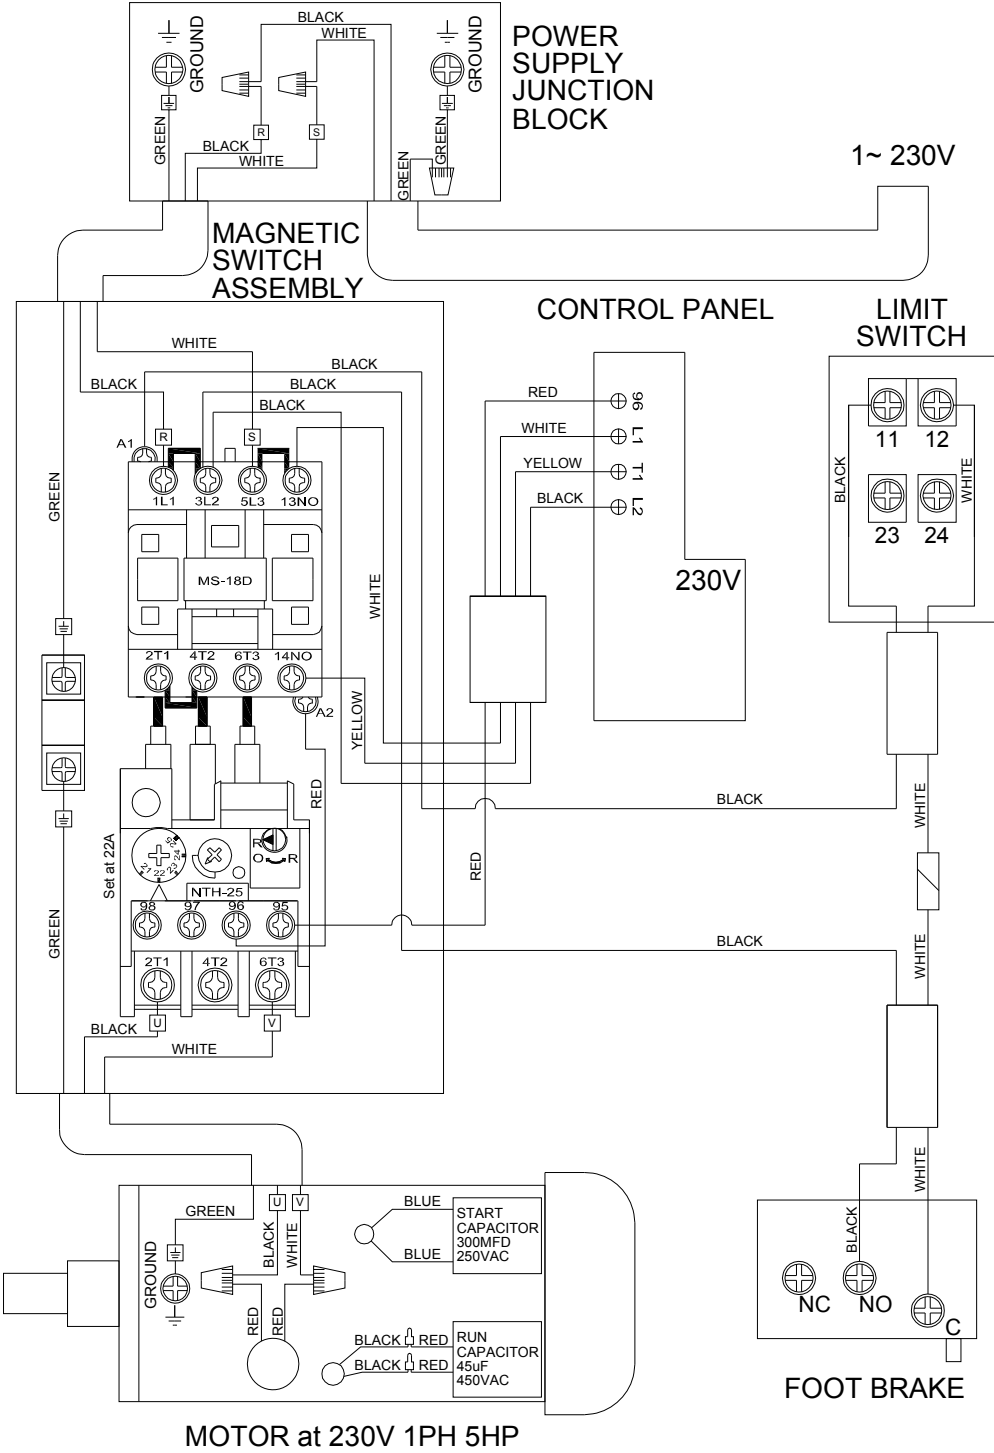 BLACK
WHITE
GROUND
GROUND
POWER
SUPPLY
JUNCTION
BLOCK
GREEN
R
S
BLACK
WHITE
GREEN
GREEN
1~ 230V
MAGNETIC
SWITCH
ASSEMBLY
CONTROL PANEL
LIMIT
SWITCH
WHITE
BLACK
BLACK
BLACK
BLACK
A1
R
S
1L1
3L2
5L3
13NO
GREEN
MS-18D
2T1
4T2
6T3
14NO
A2
WHITE
YELLOW
RED
RED
96
WHITE
L1
YELLOW
T1
BLACK
L2
230V
11
12
BLACK
WHITE
23
24
BLACK
WHITE
RED
Set at 22A
21 22 23 24 25
R
O
R
NTH-25
98
97
96
95
GREEN
2T1
4T2
6T3
BLACK
WHITE
U
V
BLACK
WHITE
WHITE
GREEN
U
V
BLACK
WHITE
GROUND
RED
RED
BLUE
BLUE
START
CAPACITOR
300MFD
250VAC
BLACK
RED
BLACK
RED
RUN
CAPACITOR
45uF
450VAC
BLACK
NC
NO
C
FOOT BRAKE
MOTOR at 230V 1PH 5HP